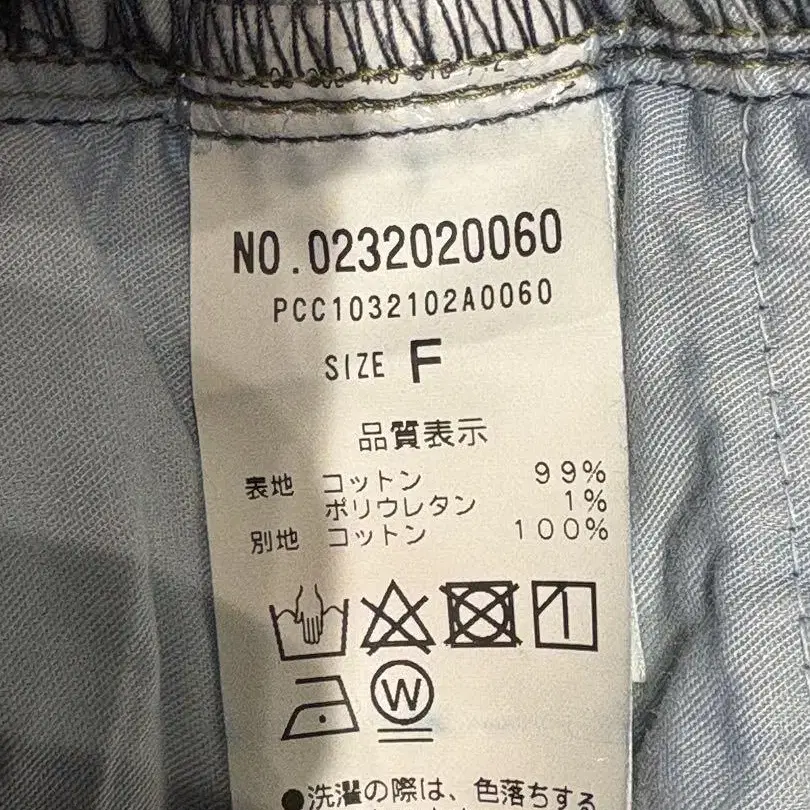 NO.0232020060
PCC1032102A0060
SIZE F
品質表示
表地 コットン 99%
ポリウレタン 1%
別地 コットン 100%
W
●洗濯の際は、色落ちする